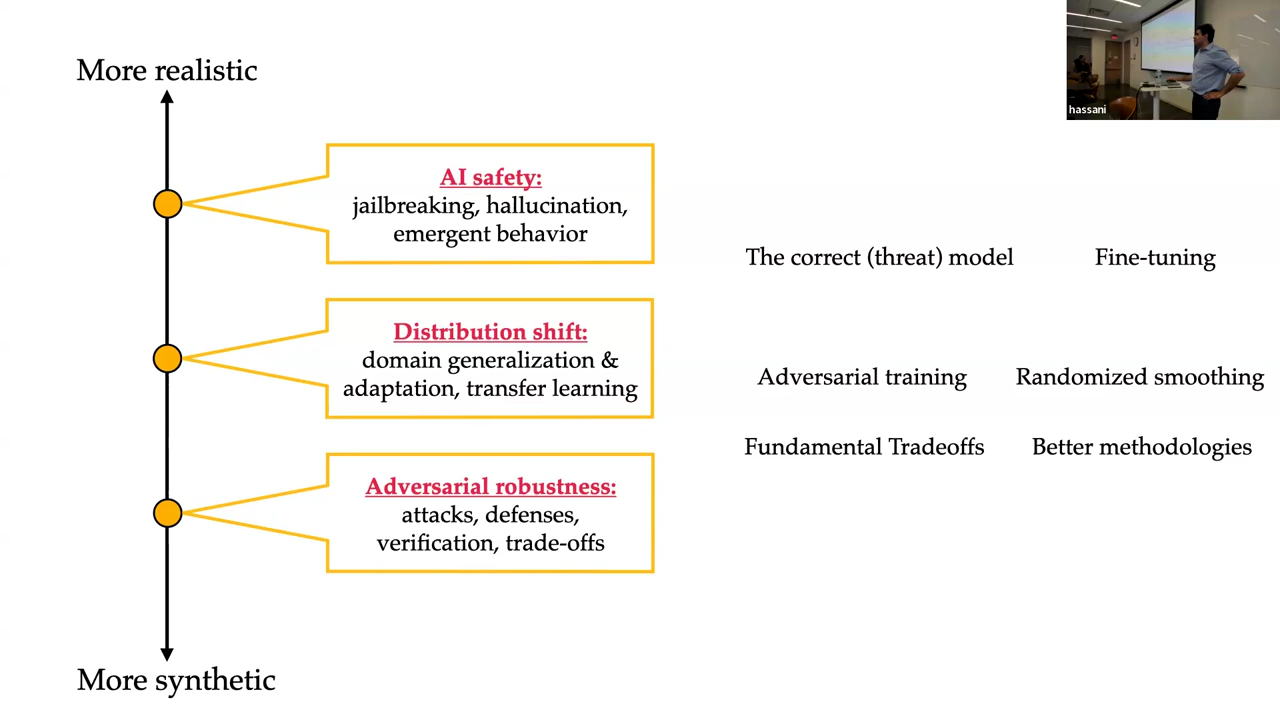 More realistic
hassani
AI safety:
jailbreaking, hallucination,
emergent behavior
The correct (threat) model
Fine-tuning
Distribution shift:
domain generalization &
adaptation, transfer learning
Adversarial training
Randomized smoothing
Fundamental Tradeoffs
Better methodologies
Adversarial robustness:
attacks, defenses,
verification, trade-offs
More synthetic